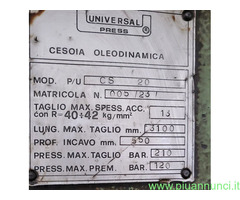 UNIVERSAL
PRESS
CESOIA OLEODINAMICA
MOD. P/U CS 20
MATRICOLA N.
TAGLIO MAX. SPESS. ACC. 13
con R=40÷42 kg/mm²
LUNG. MAX. TAGLIO mm. 3100
PROF. INCAVO mm. 350
PRESS. MAX. TAGLIO BAR. 210
PRESS. MAX. PREM. BAR. 120
www.piuannunci.it